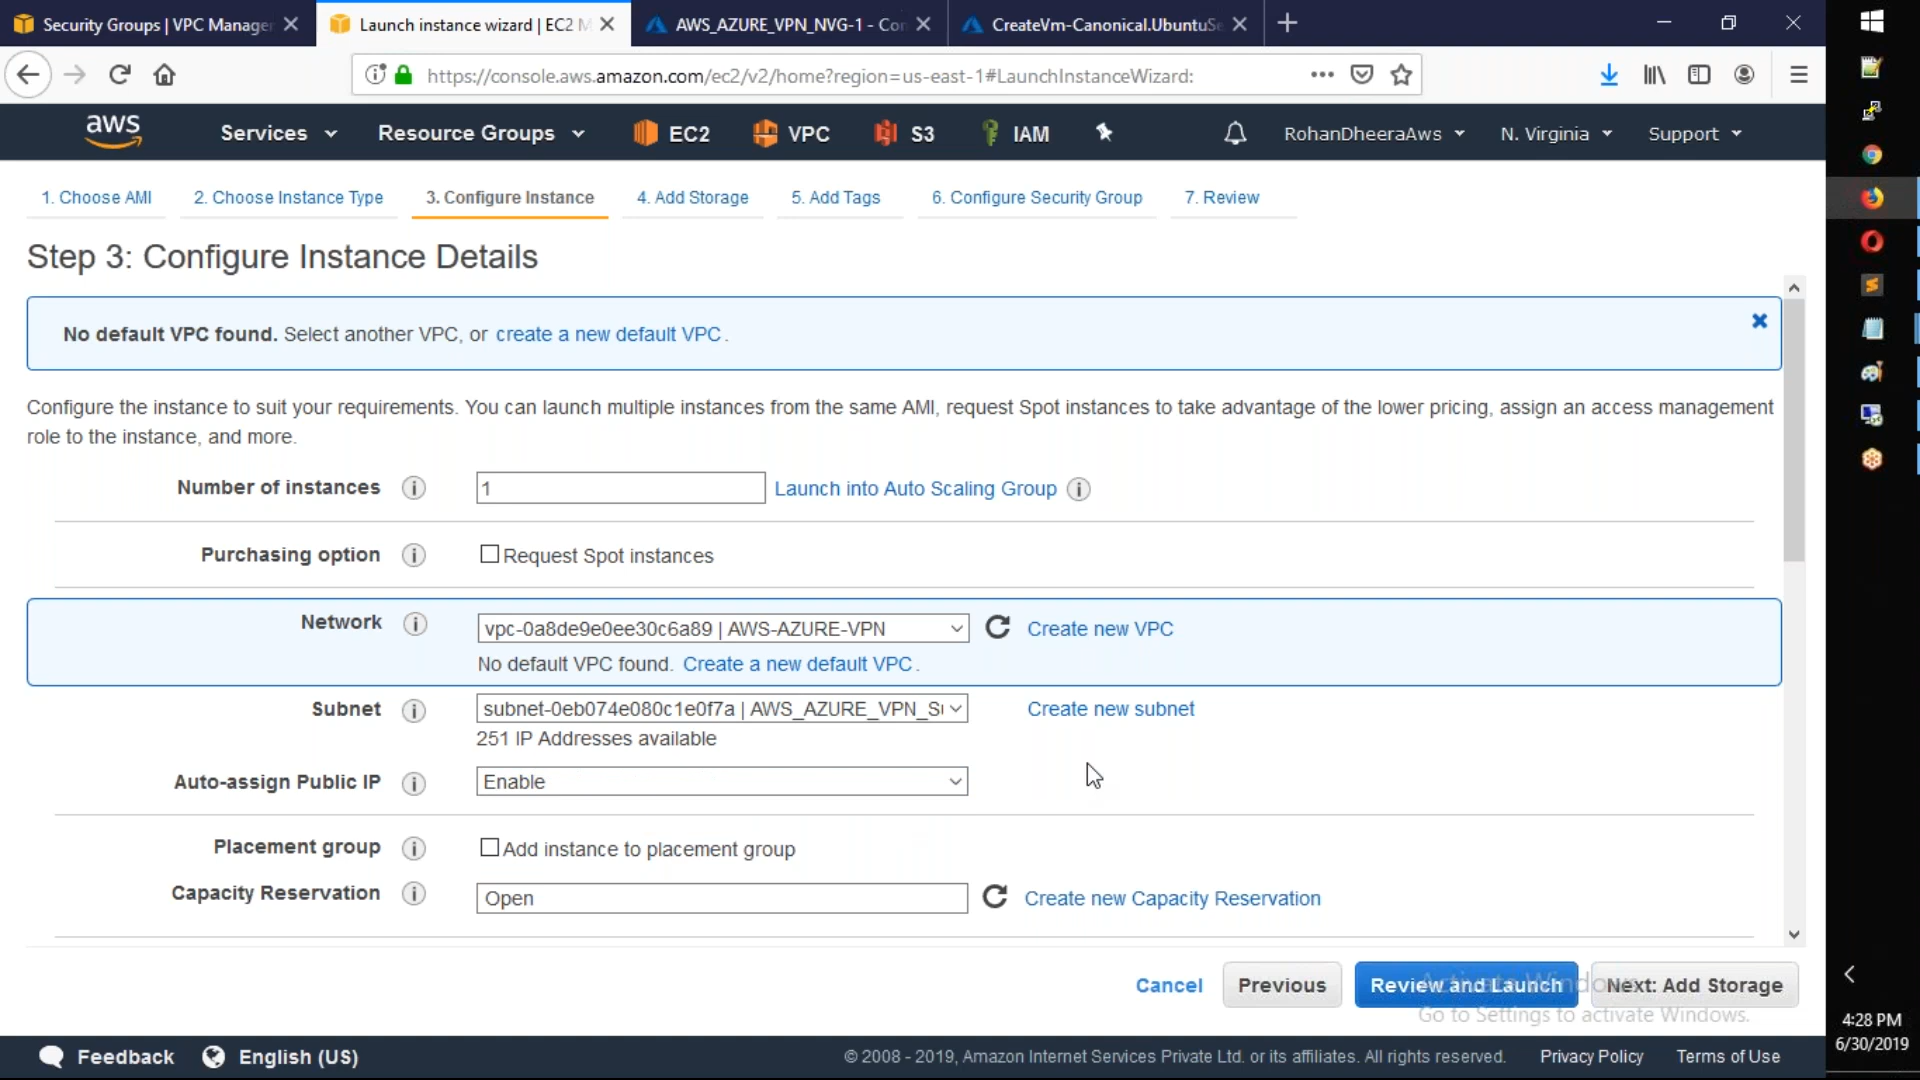 Security Groups | VPC Manage
Launch instance wizard | EC2 M
AWS_AZURE_VPN_NVG-1 - Co
CreateVm-Canonical.UbuntuSe
https://console.aws.amazon.com/ec2/v2/home?region=us-east-1#LaunchInstanceWizard:
aws
Services
Resource Groups
EC2
VPC
S3
IAM
RohanDheeraAws
N. Virginia
Support
1. Choose AMI
2. Choose Instance Type
3. Configure Instance
4. Add Storage
5. Add Tags
6. Configure Security Group
7. Review
Step 3: Configure Instance Details
No default VPC found. Select another VPC, or create a new default VPC.
Configure the instance to suit your requirements. You can launch multiple instances from the same AMI, request Spot instances to take advantage of the lower pricing, assign an access management
role to the instance, and more.
Number of instances
1
Launch into Auto Scaling Group
Purchasing option
Request Spot instances
Network
vpc-0a8de9e0ee30c6a89 | AWS-AZURE-VPN
Create new VPC
No default VPC found. Create a new default VPC.
Subnet
subnet-0eb074e080c1e0f7a | AWS_AZURE_VPN_S
Create new subnet
251 IP Addresses available
Auto-assign Public IP
Enable
Placement group
Add instance to placement group
Capacity Reservation
Open
Create new Capacity Reservation
Cancel
Previous
Review and Launch
Next: Add Storage
Activate Windows
Go to Settings to activate Windows.
4:28 PM
6/30/2019
Feedback
English (US)
© 2008 - 2019, Amazon Internet Services Private Ltd. or its affiliates. All rights reserved.
Privacy Policy
Terms of Use